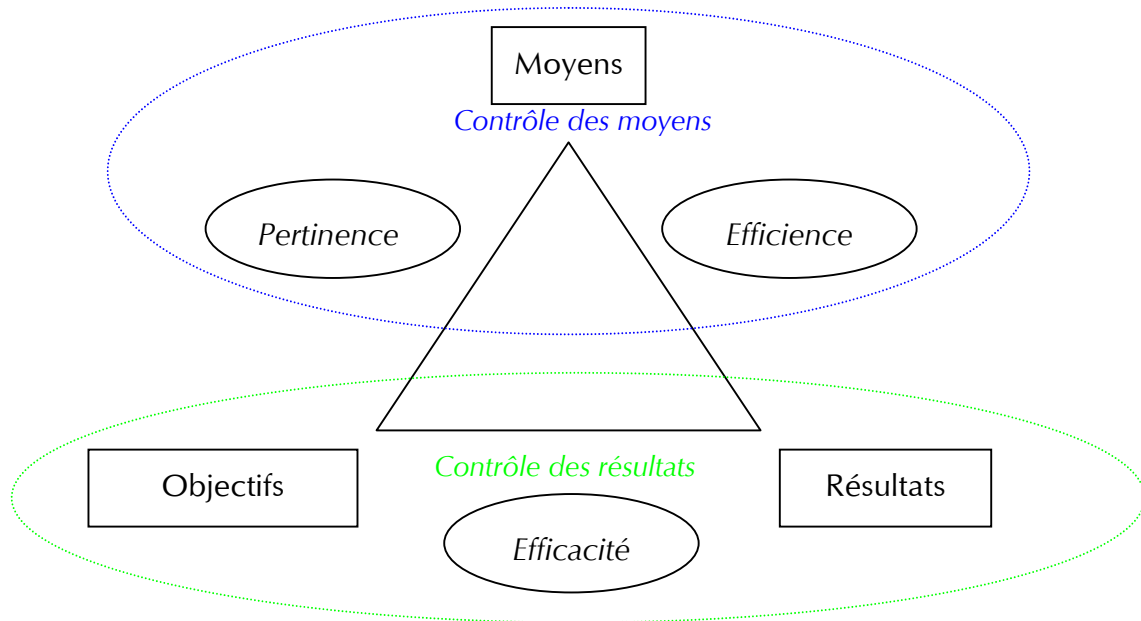 Moyens
Contrôle des moyens
Pertinence
Efficience
Contrôle des résultats
Objectifs
Résultats
Efficacité